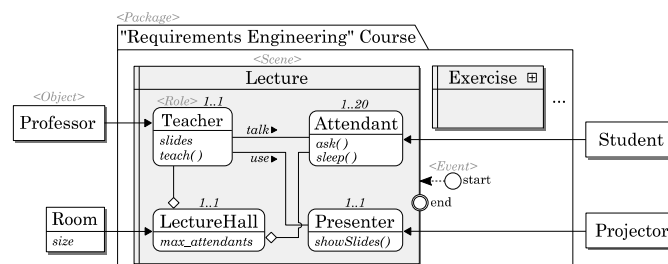 <Package>
"Requirements Engineering" Course
<Scene>
Lecture
Exercise
...
<Object>
Professor
<Role> 1..1
Teacher
slides
teach()
talk
use
1..20
Attendant
ask()
sleep()
Student
<Event>
start
end
Room
size
1..1
LectureHall
max_attendants
1..1
Presenter
showSlides()
Projector